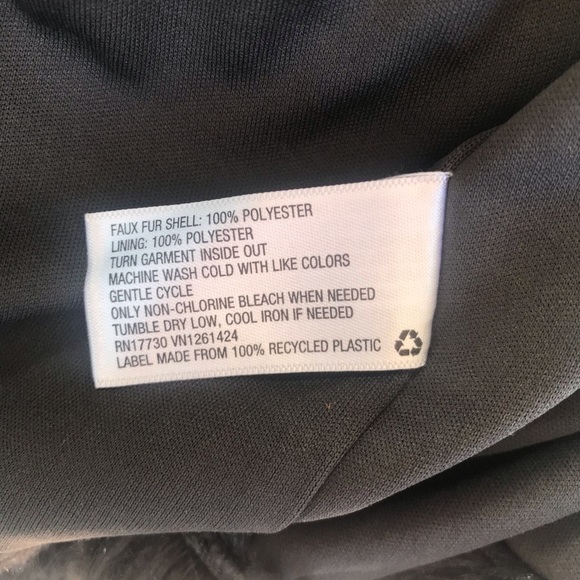 FAUX FUR SHELL: 100% POLYESTER
LINING: 100% POLYESTER
TURN GARMENT INSIDE OUT
MACHINE WASH COLD WITH LIKE COLORS
GENTLE CYCLE
ONLY NON-CHLORINE BLEACH WHEN NEEDED
TUMBLE DRY LOW, COOL IRON IF NEEDED
RN17730 VN1261424
LABEL MADE FROM 100% RECYCLED PLASTIC